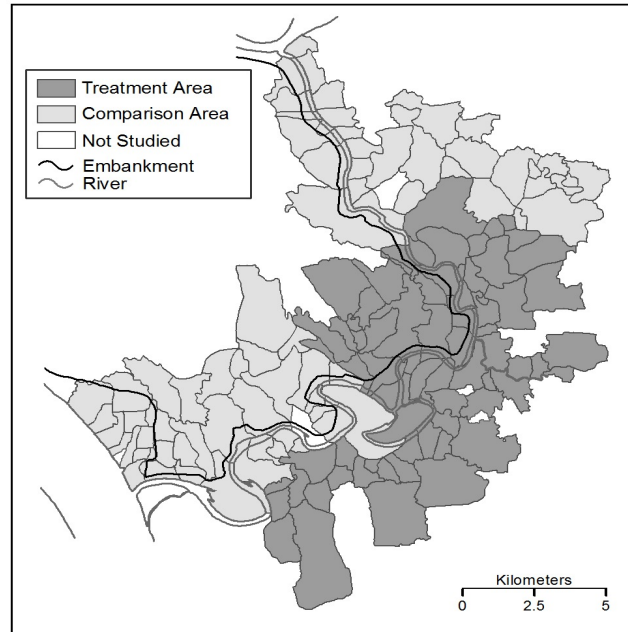 Treatment Area
Comparison Area
Not Studied
Embankment
River
Kilometers
0 2.5 5